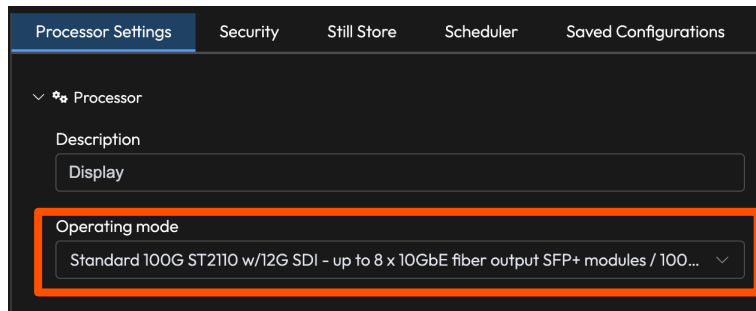 Processor Settings Security Still Store Scheduler Saved Configurations
Processor
Description
Display
Operating mode
Standard 100G ST2110 w/12G SDI - up to 8 x 10GbE fiber output SFP+ modules / 100...